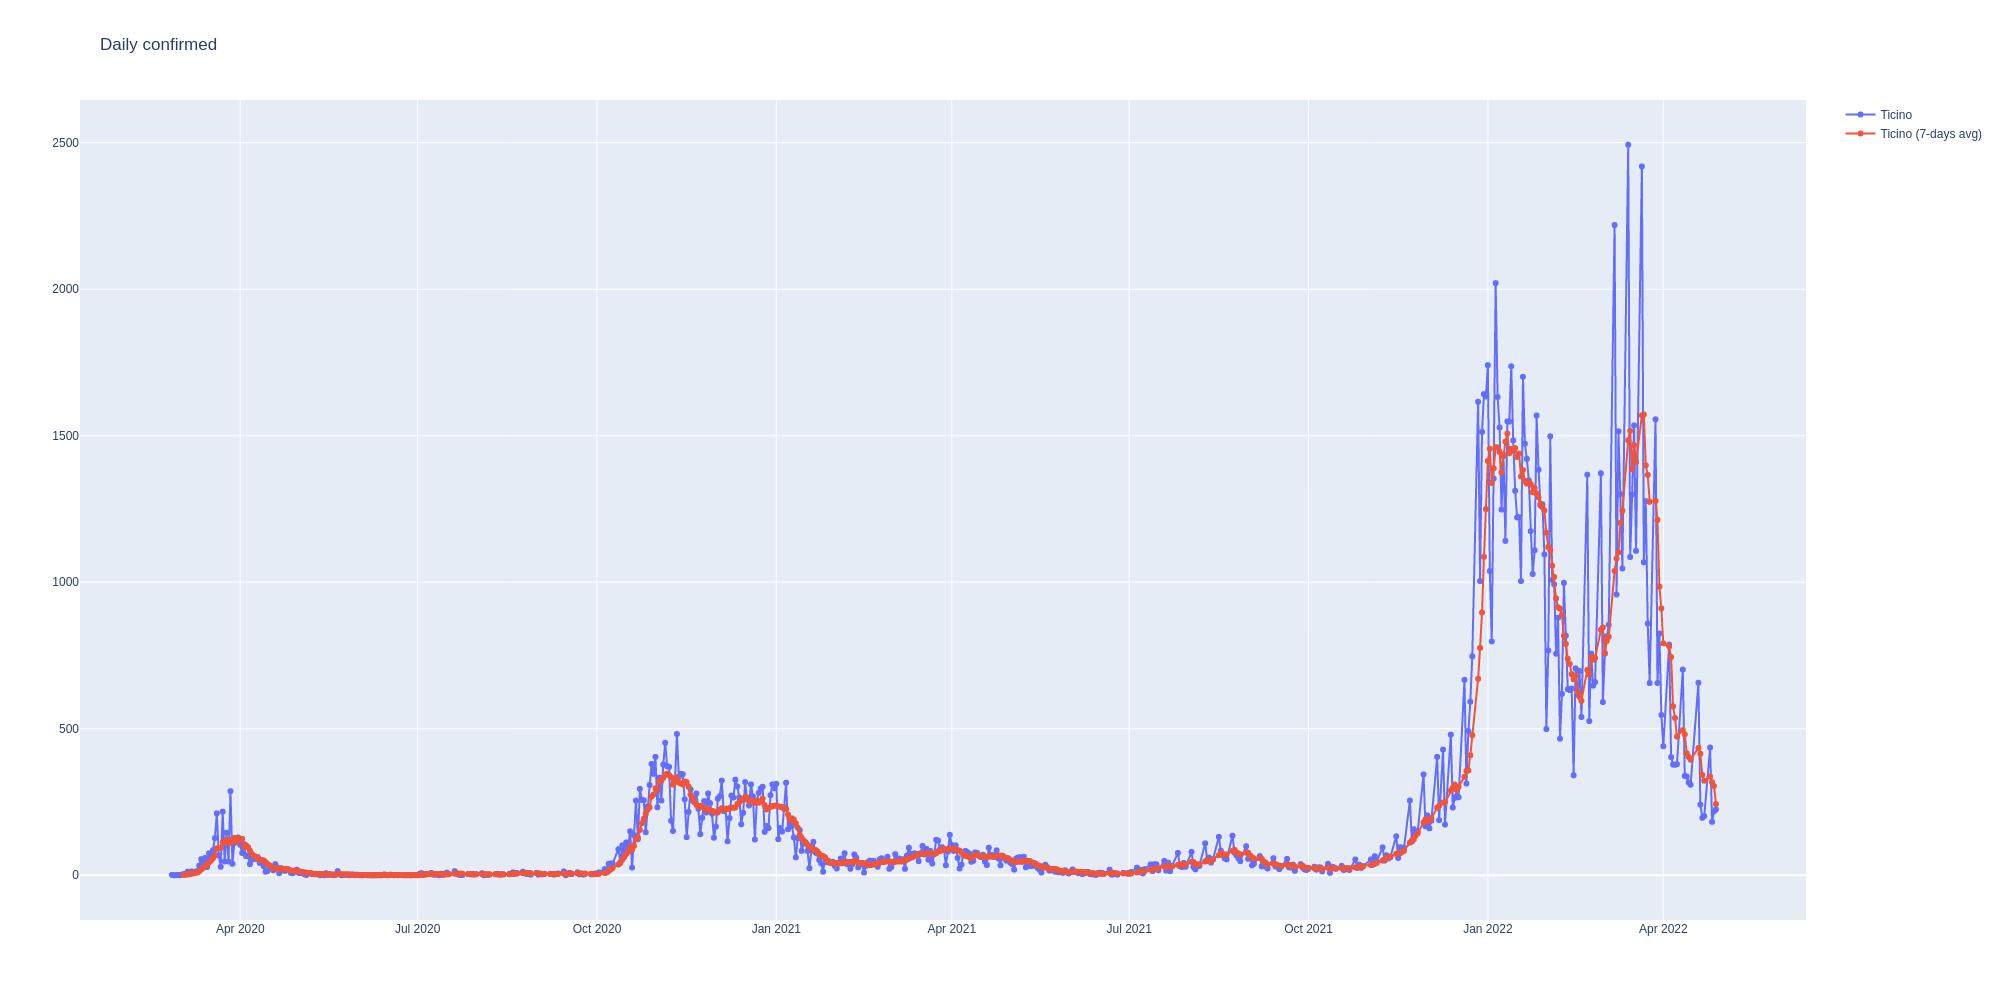 Daily confirmed
Ticino
Ticino (7-days avg)
2500
2000
1500
1000
500
0
Apr 2020
Jul 2020
Oct 2020
Jan 2021
Apr 2021
Jul 2021
Oct 2021
Jan 2022
Apr 2022